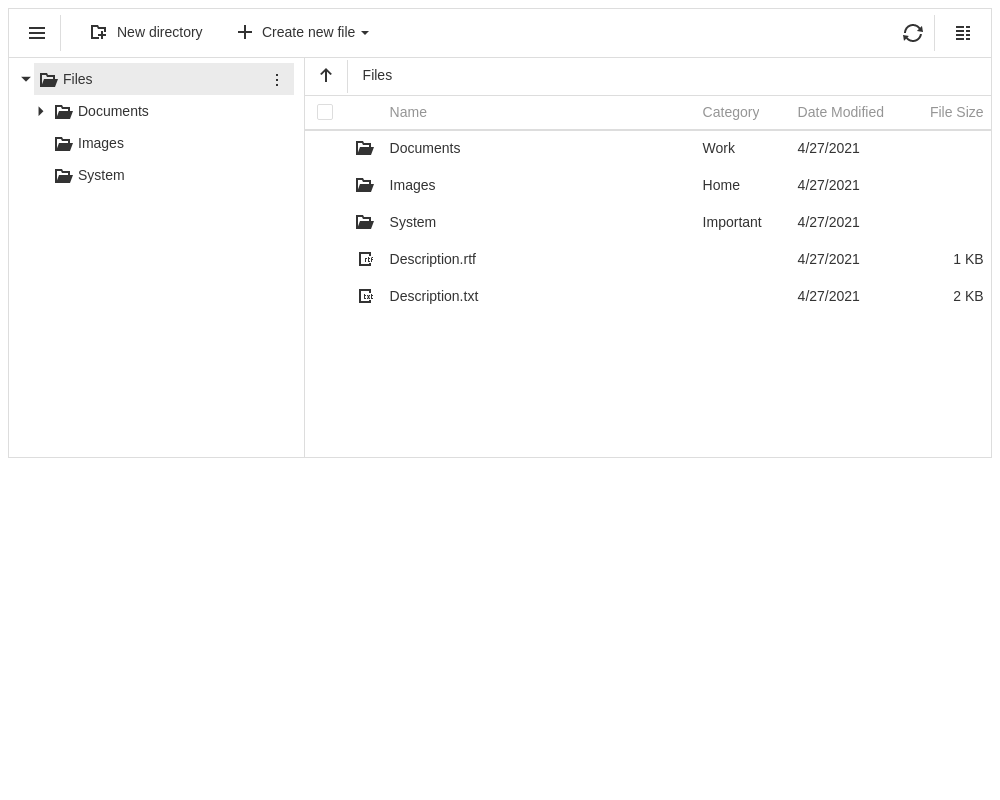 New directory Create new file
Files
Documents
Images
System
Files
Name Category Date Modified File Size
Documents Work 4/27/2021
Images Home 4/27/2021
System Important 4/27/2021
rtf Description.rtf 4/27/2021 1 KB
txt Description.txt 4/27/2021 2 KB